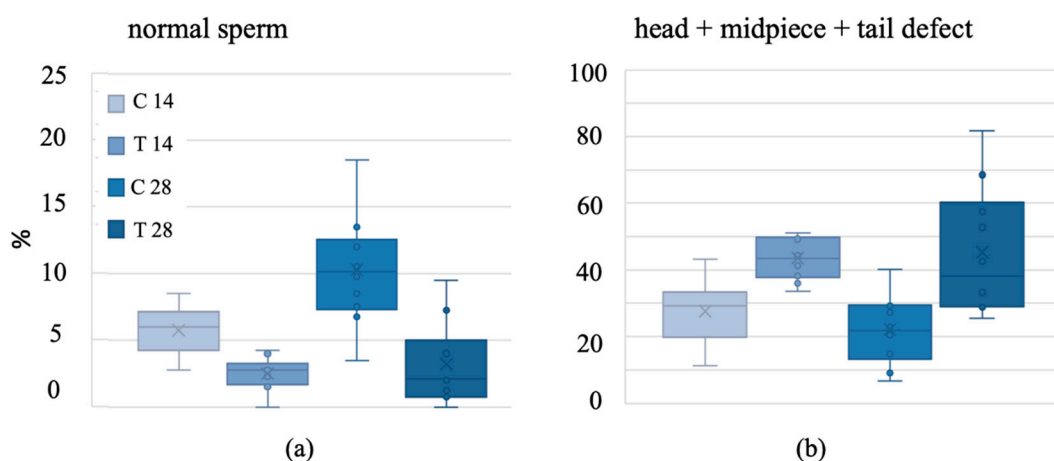 normal sperm
25
20
15
10
5
0
%
C 14
T 14
C 28
T 28
(a)
head + midpiece + tail defect
100
80
60
40
20
0
(b)